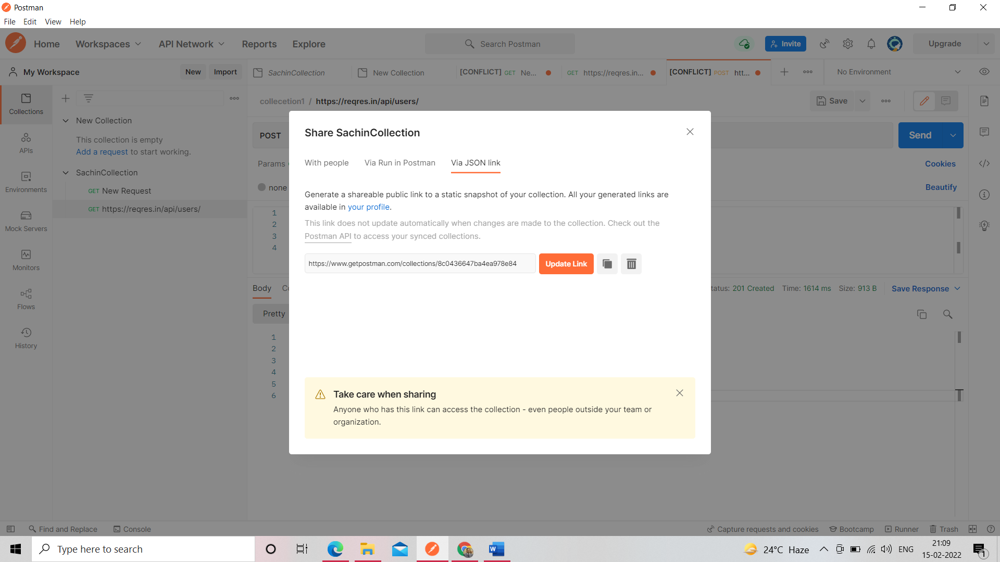 Postman
File Edit View Help
Home Workspaces API Network Reports Explore Search Postman Invite Upgrade
My Workspace New Import SachinCollection New Collection [CONFLICT] GET Ne... GET https://reqres.in... [CONFLICT] POST htt... No Environment
collecetion1 / https://reqres.in/api/users/ Save
Collections
New Collection
This collection is empty
Add a request to start working.
SachinCollection
GET New Request
GET https://reqres.in/api/users/
APIs
Environments
Mock Servers
Monitors
Flows
History
POST Send
Params Cookies
none Beautify
1
2
3
4
Share SachinCollection
With people Via Run in Postman Via JSON link
Generate a shareable public link to a static snapshot of your collection. All your generated links are
available in your profile.
This link does not update automatically when changes are made to the collection. Check out the
Postman API to access your synced collections.
https://www.getpostman.com/collections/8c0436647ba4ea978e84 Update Link
Take care when sharing
Anyone who has this link can access the collection - even people outside your team or
organization.
Body Co tatus: 201 Created Time: 1614 ms Size: 913 B Save Response
Pretty
1
2
3
4
5
6
Find and Replace Console Capture requests and cookies Bootcamp Runner Trash
Type here to search 24°C Haze ENG 21:09
15-02-2022
1